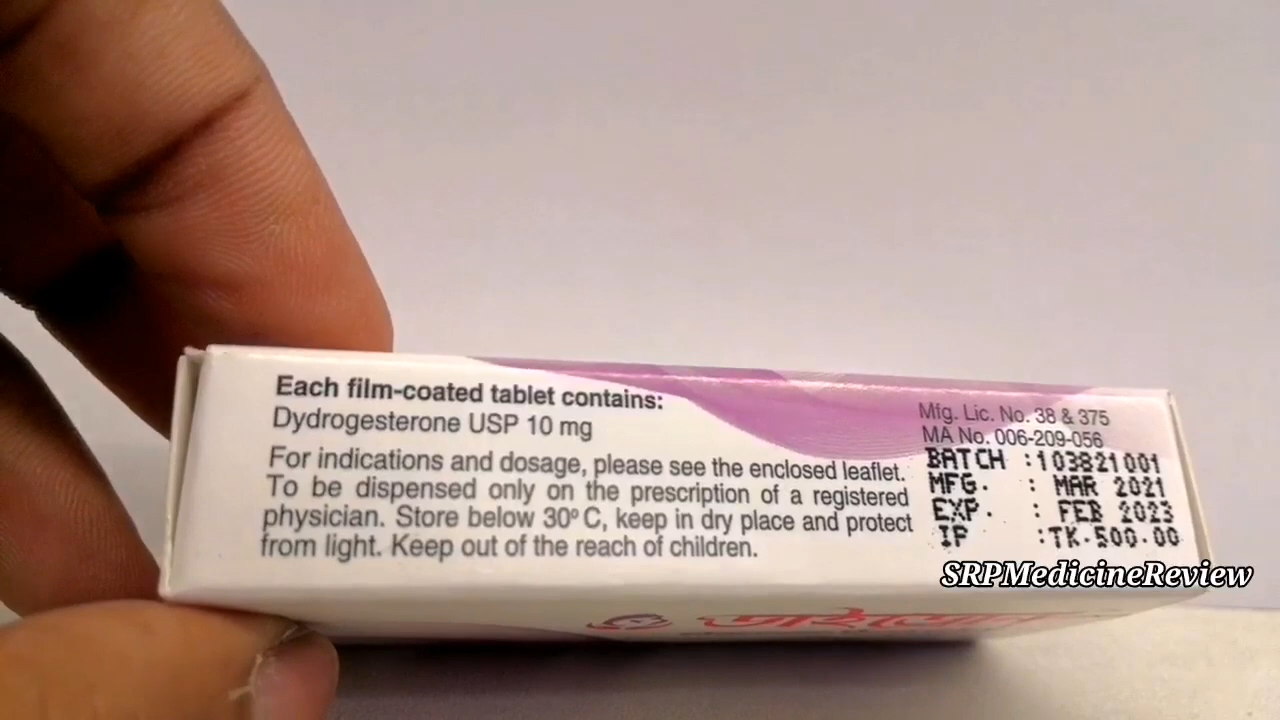 Each film-coated tablet contains:
Dydrogesterone USP 10 mg
For indications and dosage, please see the enclosed leaflet.
To be dispensed only on the prescription of a registered
physician. Store below 30º C, keep in dry place and protect
from light. Keep out of the reach of children.
Mfg. Lic. No. 38 & 375
MA No. 006-209-056
BATCH :103821001
MFG. : MAR 2021
EXP. : FEB 2023
IP :TK.500.00
SRPMedicineReview